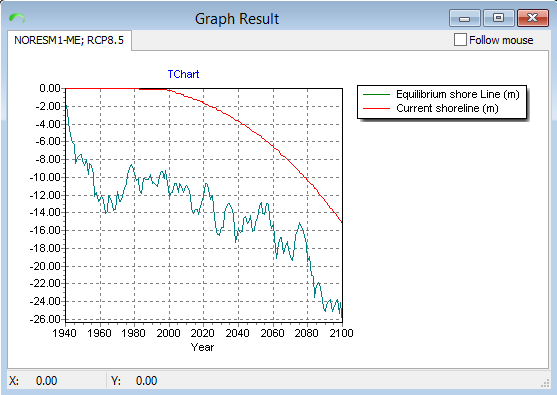 Graph Result
NORESM1-ME; RCP8.5
Follow mouse
TChart
Equilibrium shore Line (m)
Current shoreline (m)
0.00
-2.00
-4.00
-6.00
-8.00
-10.00
-12.00
-14.00
-16.00
-18.00
-20.00
-22.00
-24.00
-26.00
1940 1960 1980 2000 2020 2040 2060 2080 2100
Year
X: 0.00 Y: 0.00